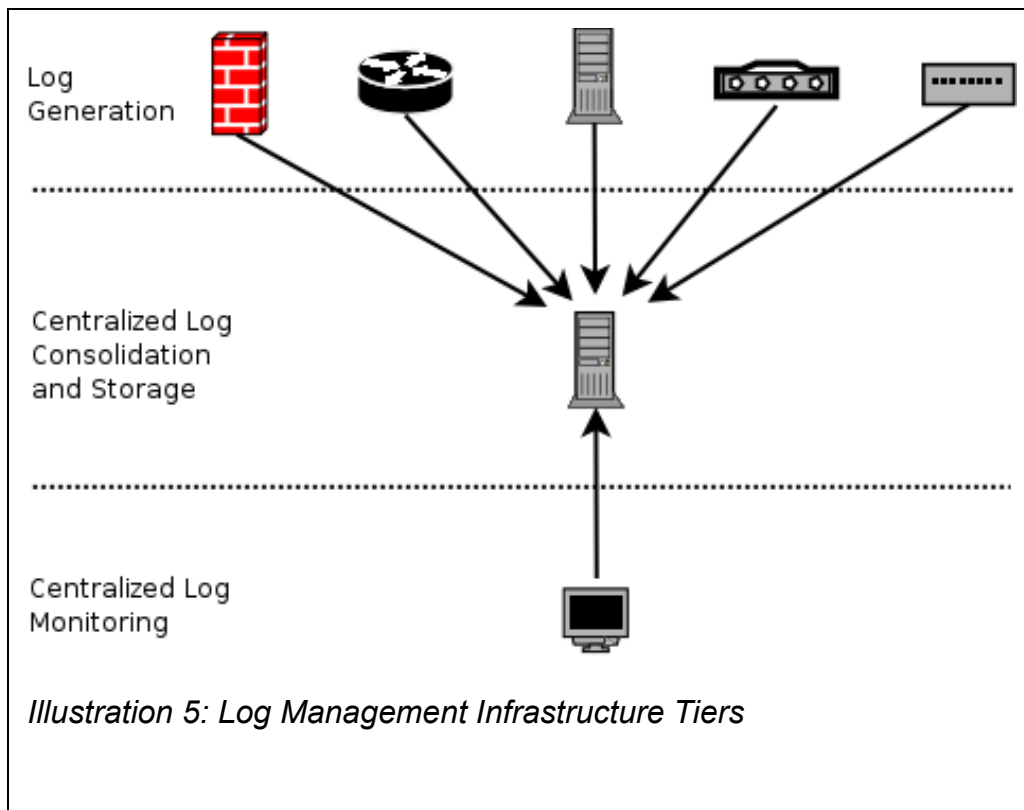 Log
Generation
Centralized Log
Consolidation
and Storage
Centralized Log
Monitoring
Illustration 5: Log Management Infrastructure Tiers